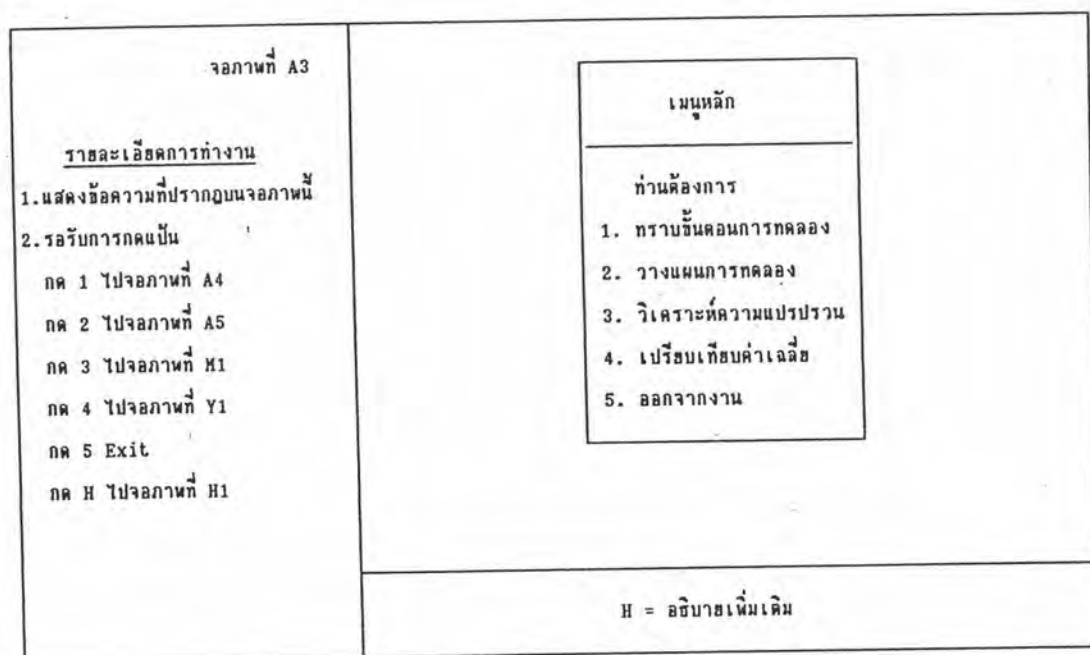 จอภาพที่ A3
รายละเอียดการทำงาน
1.แสดงข้อความที่ปรากฏบนจอภาพนี้
2.รอรับการกดแป้น
กด 1 ไปจอภาพที่ A4
กด 2 ไปจอภาพที่ A5
กด 3 ไปจอภาพที่ M1
กด 4 ไปจอภาพที่ Y1
กด 5 Exit
กด H ไปจอภาพที่ H1
เมนูหลัก
ท่านต้องการ
1. ทราบขั้นตอนการทดลอง
2. วางแผนการทดลอง
3. วิเคราะห์ความแปรปรวน
4. เปรียบเทียบค่าเฉลี่ย
5. ออกจากงาน
H = อธิบายเพิ่มเติม